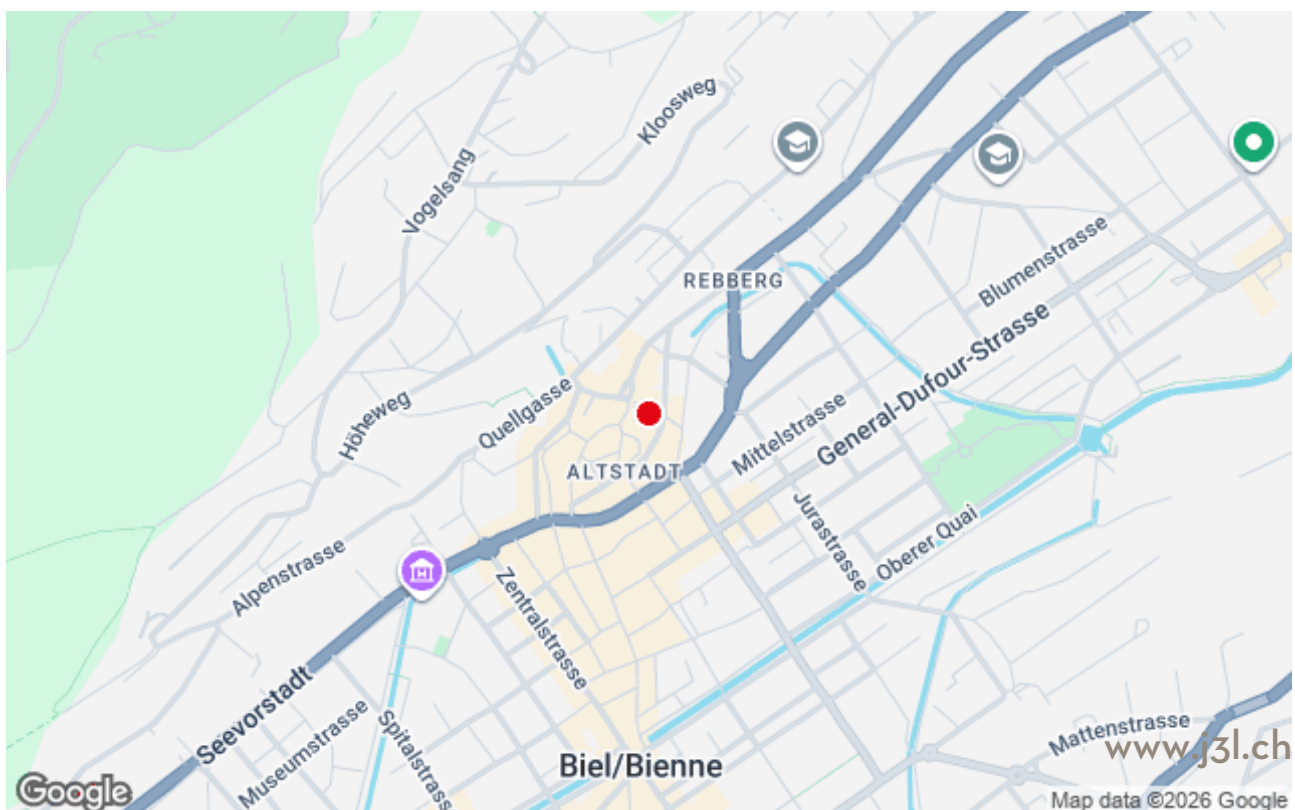 Kloosweg
Vogelsang
REBBERG
Blumenstrasse
General-Dufour-Strasse
Höheweg
Quellgasse
Mittelstrasse
ALTSTADT
Jurastrasse
Oberer Quai
Alpenstrasse
Zentralstrasse
Seevorstadt
Museumstrasse
Spitalstrasse
Mattenstrasse
Biel/Bienne
www.j3l.ch
Google
Map data ©2026 Google